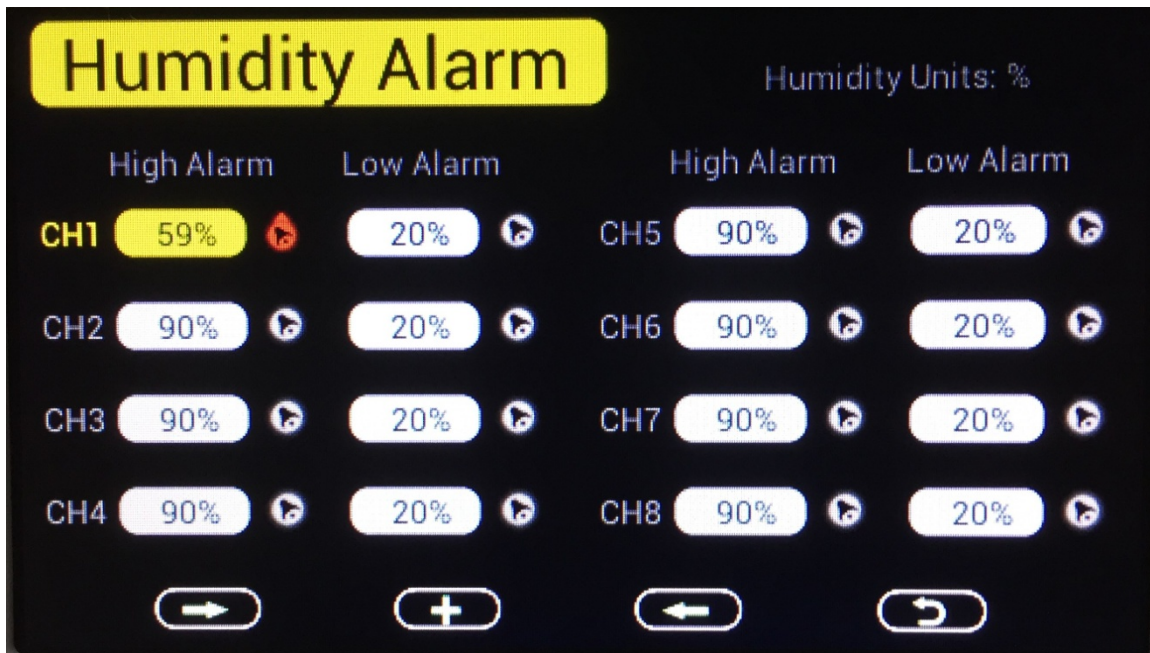 Humidity Alarm
Humidity Units: %
High Alarm Low Alarm High Alarm Low Alarm
CH1 59% 20% CH5 90% 20%
CH2 90% 20% CH6 90% 20%
CH3 90% 20% CH7 90% 20%
CH4 90% 20% CH8 90% 20%